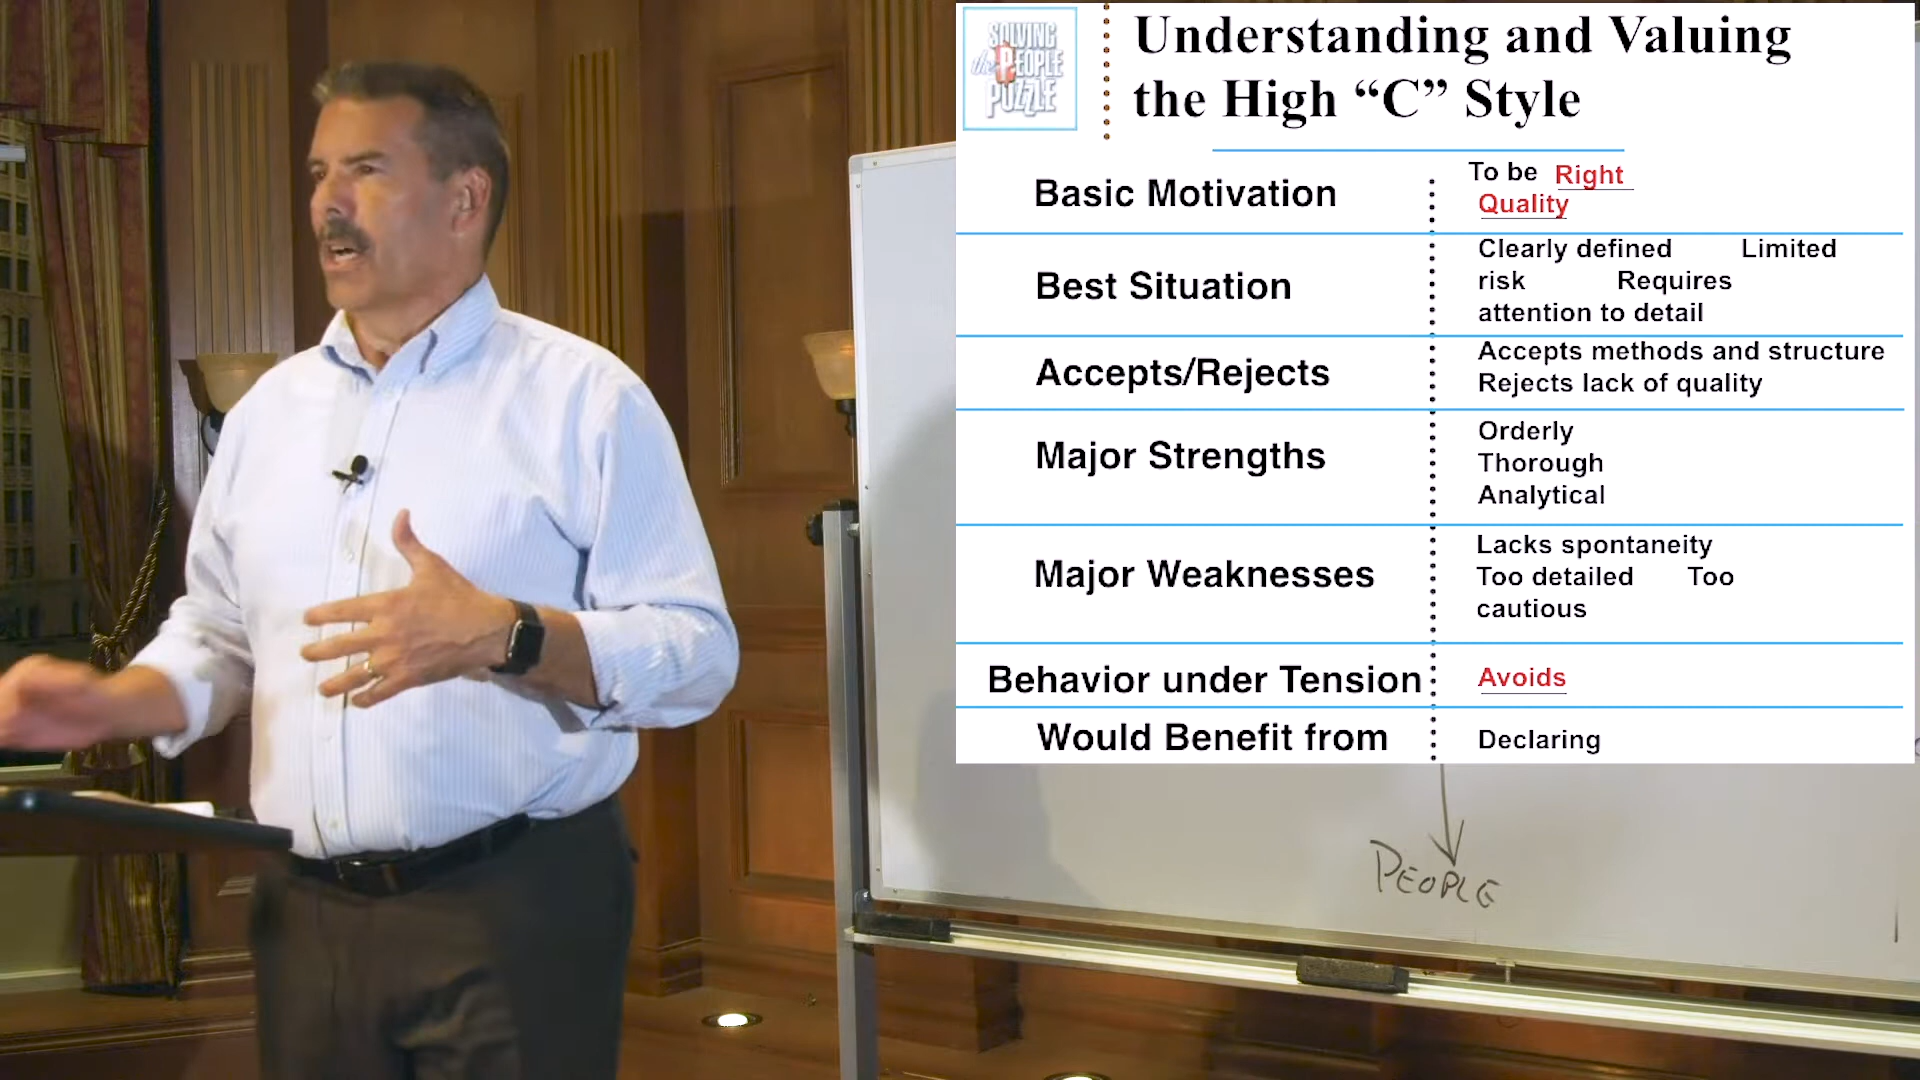 SOLVING
the PEOPLE
PUZZLE
Understanding and Valuing
the High “C” Style
Basic Motivation
To be Right
Quality
Best Situation
Clearly defined Limited
risk Requires
attention to detail
Accepts/Rejects
Accepts methods and structure
Rejects lack of quality
Major Strengths
Orderly
Thorough
Analytical
Major Weaknesses
Lacks spontaneity
Too detailed Too
cautious
Behavior under Tension
Avoids
Would Benefit from
Declaring
PEOPLE